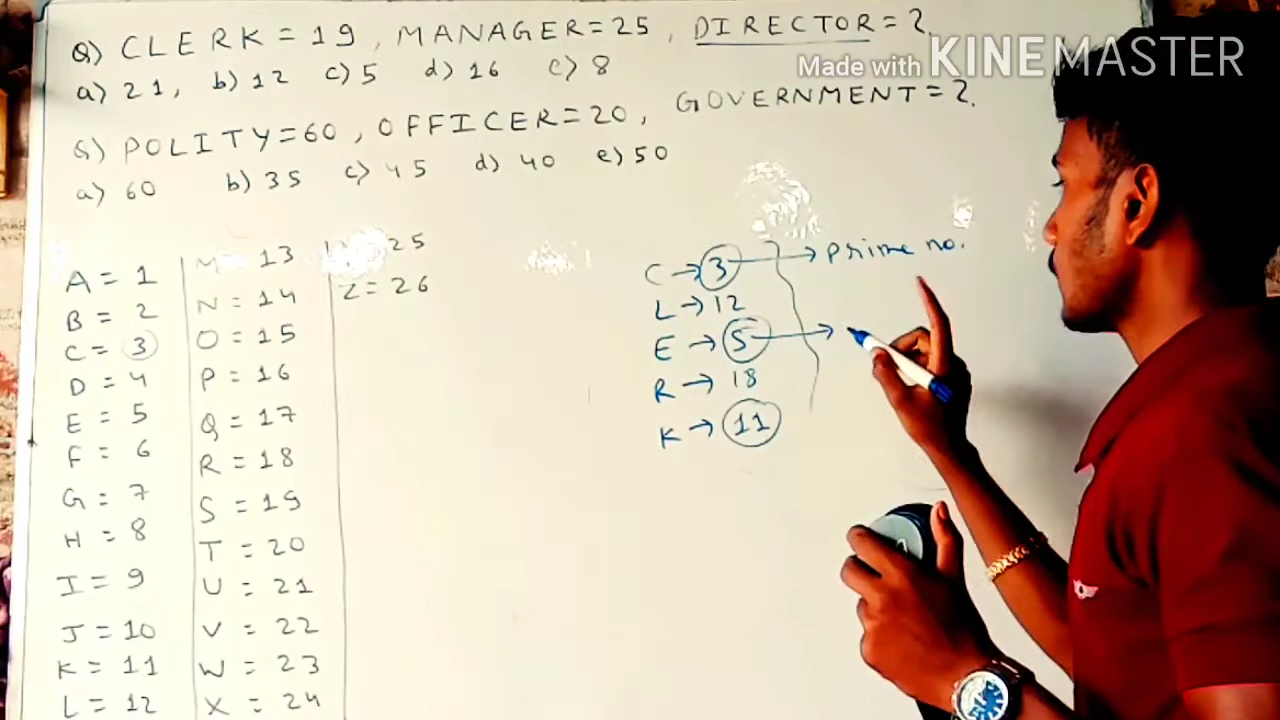 Q) CLERK = 19, MANAGER = 25, DIRECTOR = 2.
a) 21, b) 12 c) 5 d) 16 e) 8
Q) POLITY = 60, OFFICER = 20, GOVERNMENT = 2.
a) 60 b) 35 c) 45 d) 40 e) 50
Made with KINEMASTER
A = 1
B = 2
C = 3
D = 4
E = 5
F = 6
G = 7
H = 8
I = 9
J = 10
K = 11
L = 12
M = 13
N = 14
O = 15
P = 16
Q = 17
R = 18
S = 19
T = 20
U = 21
V = 22
W = 23
X = 24
25
Z = 26
C → 3 → Prime no.
L → 12
E → 5 →
R → 18
K → 11